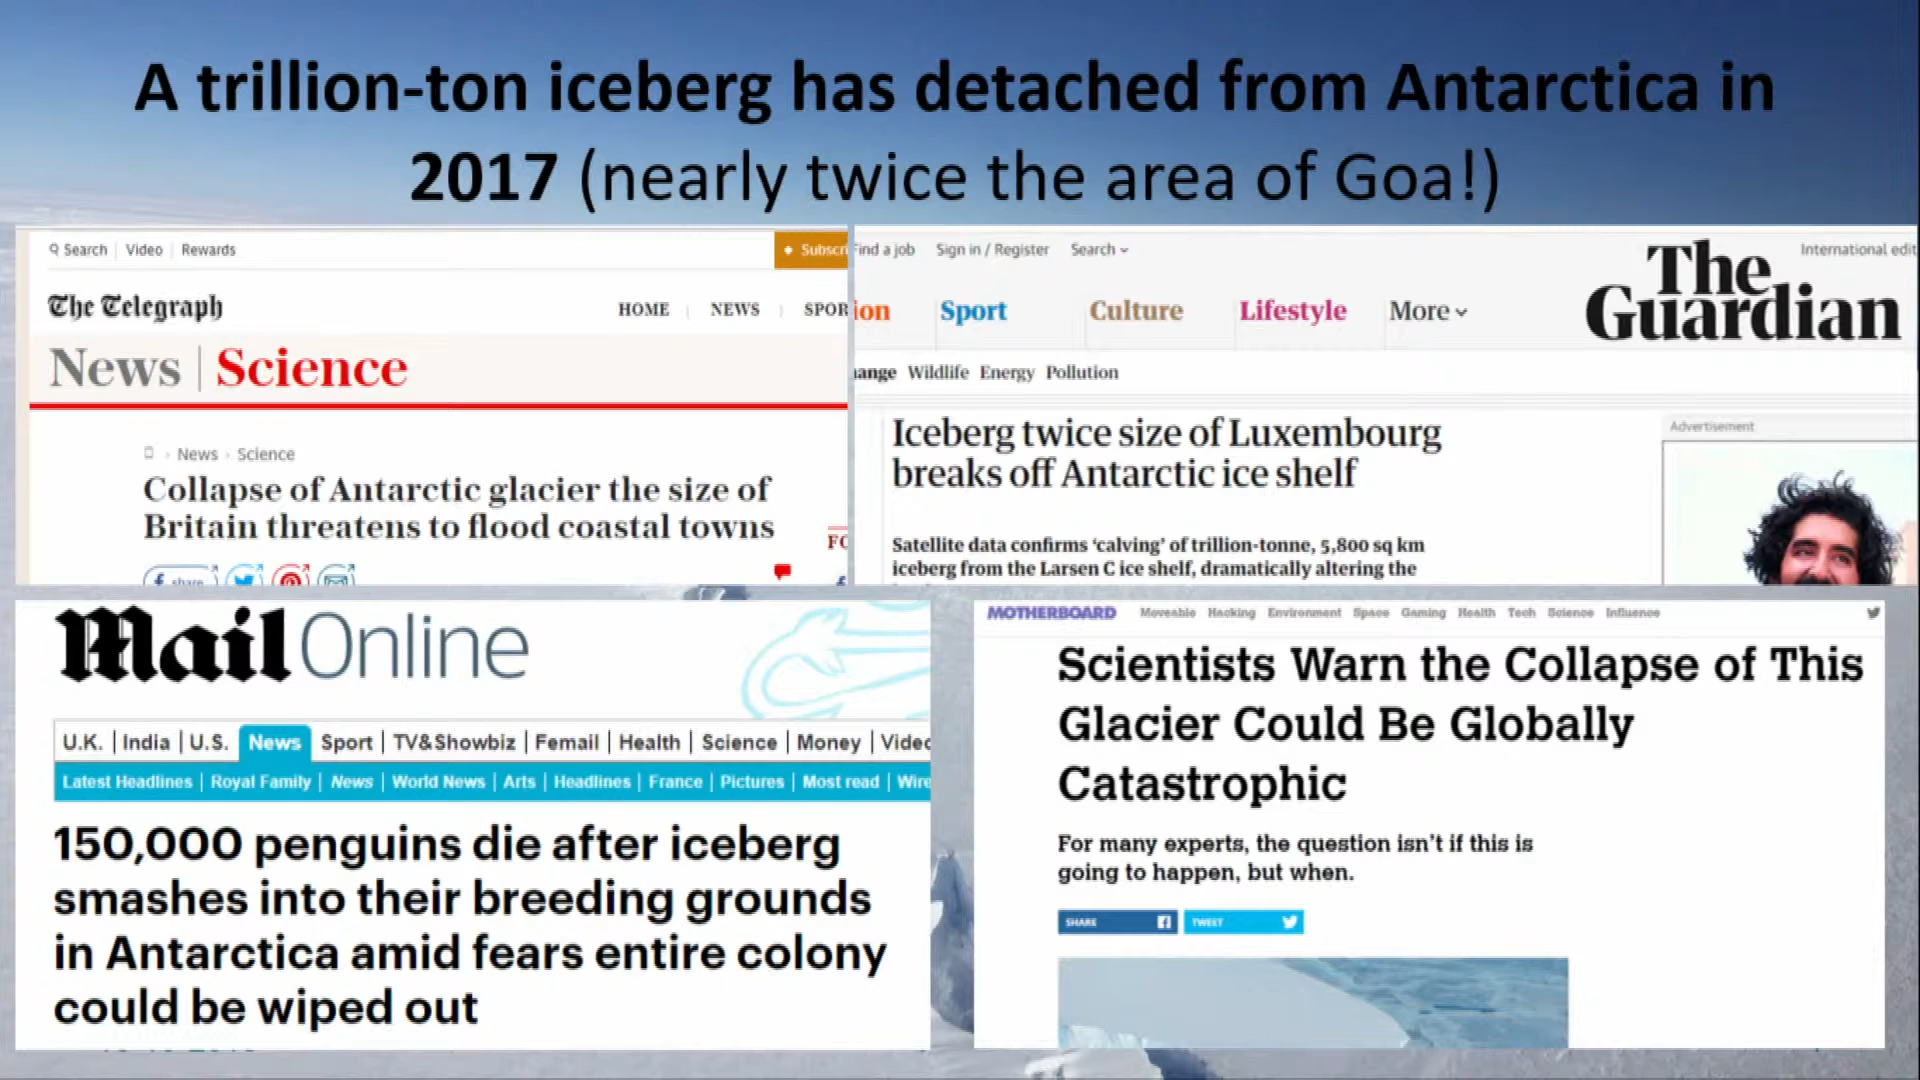 A trillion-ton iceberg has detached from Antarctica in
2017 (nearly twice the area of Goa!)
Search | Video | Rewards
Subscri
The Telegraph
HOME | NEWS | SPOR
News | Science
News › Science
Collapse of Antarctic glacier the size of
Britain threatens to flood coastal towns
share
FO
Find a job Sign in / Register Search
International edit
The
Guardian
ion Sport Culture Lifestyle More
ange Wildlife Energy Pollution
Iceberg twice size of Luxembourg
breaks off Antarctic ice shelf
Advertisement
Satellite data confirms ‘calving’ of trillion-tonne, 5,800 sq km
iceberg from the Larsen C ice shelf, dramatically altering the
Mail Online
U.K. | India | U.S. News Sport | TV&Showbiz | Femail | Health | Science | Money | Videc
Latest Headlines | Royal Family | News | World News | Arts | Headlines | France | Pictures | Most read | Wire
150,000 penguins die after iceberg
smashes into their breeding grounds
in Antarctica amid fears entire colony
could be wiped out
MOTHERBOARD Moveable Hacking Environment Space Gaming Health Tech Science Influence
Scientists Warn the Collapse of This
Glacier Could Be Globally
Catastrophic
For many experts, the question isn’t if this is
going to happen, but when.
SHARE TWEET